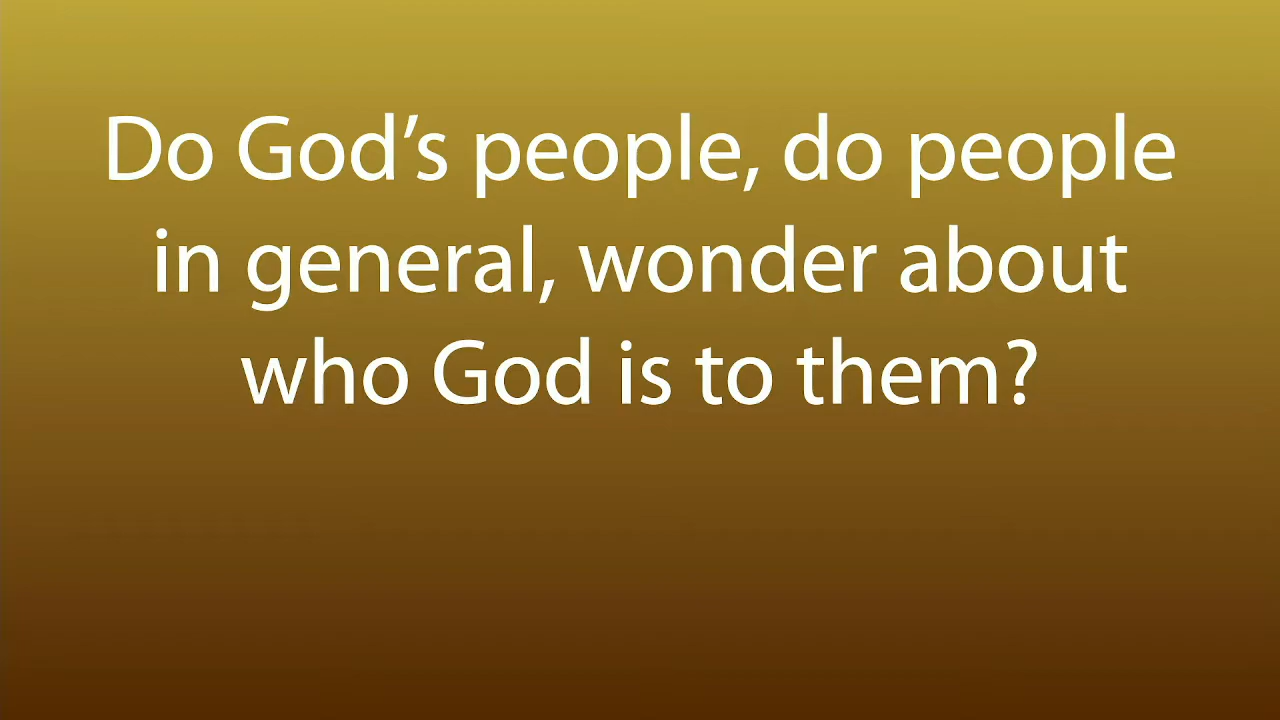 Do God’s people, do people
in general, wonder about
who God is to them?